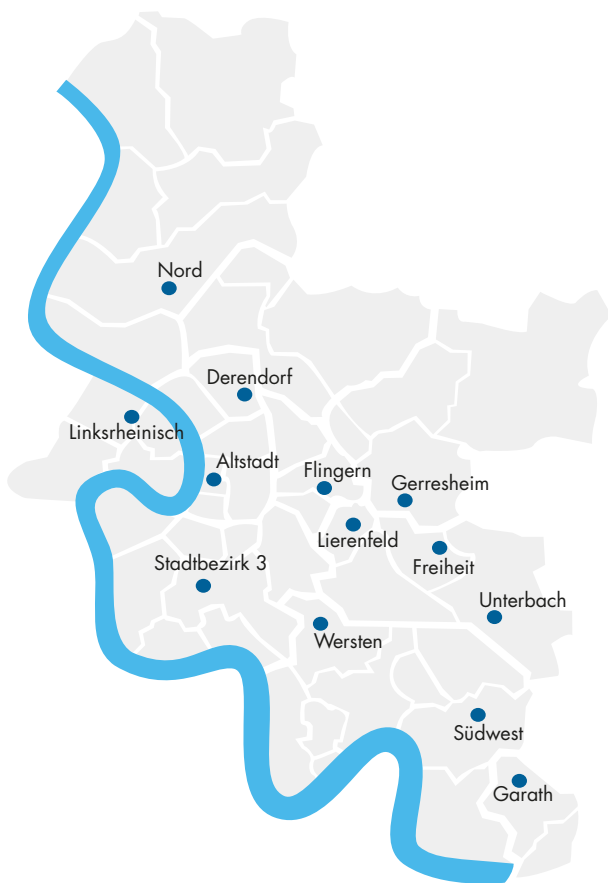 Nord
Derendorf
Linksrheinisch
Altstadt
Flingern
Gerresheim
Lierenfeld
Freiheit
Stadtbezirk 3
Unterbach
Wersten
Südwest
Garath